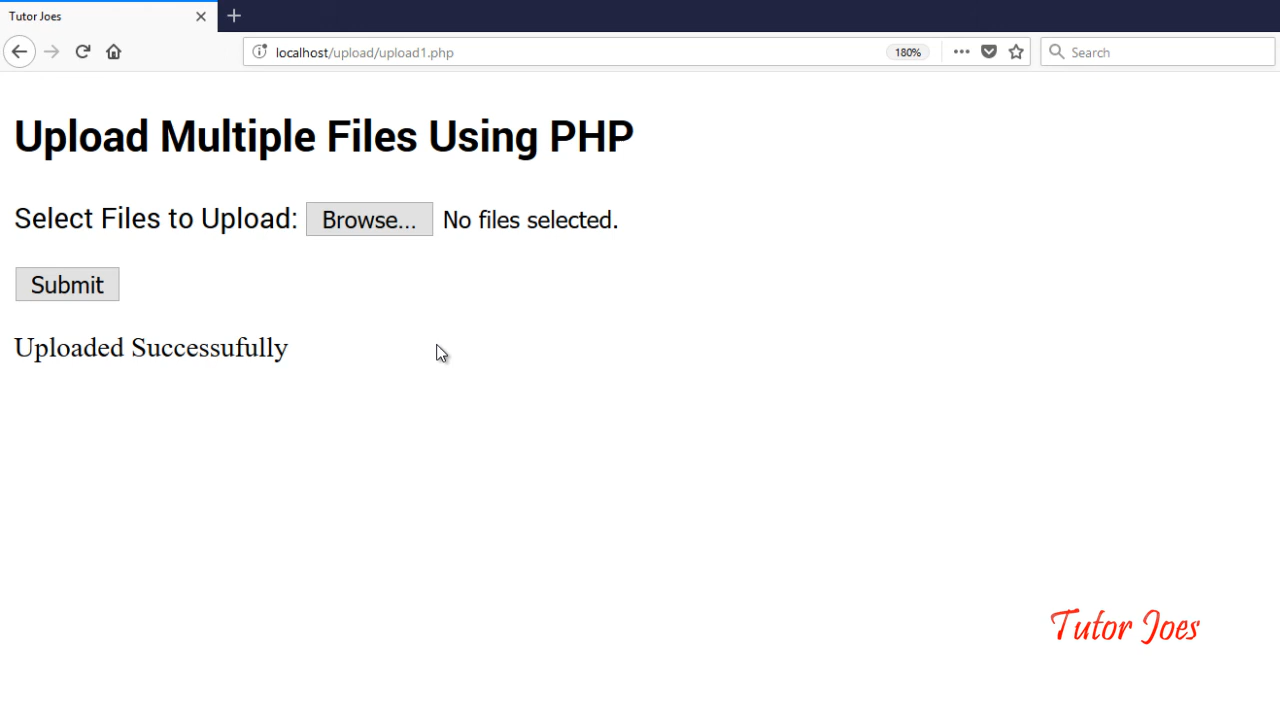 Tutor Joes
localhost/upload/upload1.php
180%
Search
Upload Multiple Files Using PHP
Select Files to Upload: Browse... No files selected.
Submit
Uploaded Successufully
Tutor Joes